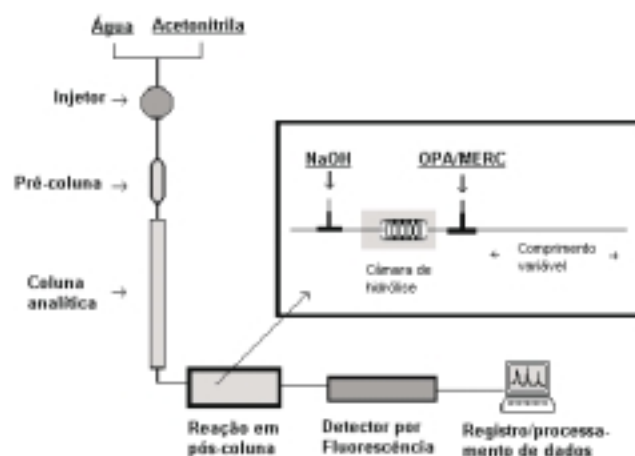 Água Acetonitrila
Injetor →
Pré-coluna →
Coluna →
analítica
NaOH OPA/MERC
Câmara de
hidrólise
← Comprimento →
variável
Reação em
pós-coluna
Detector por
Fluorescência
Registro/processa-
mento de dados